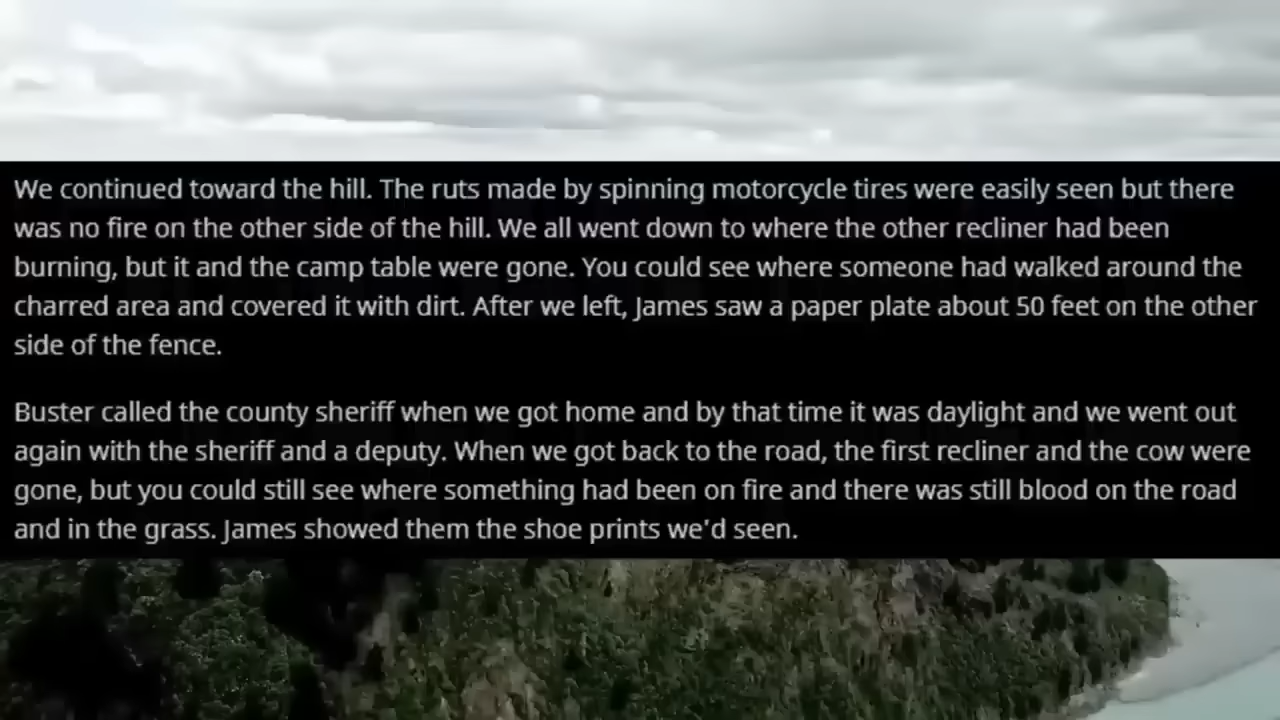 We continued toward the hill. The ruts made by spinning motorcycle tires were easily seen but there
was no fire on the other side of the hill. We all went down to where the other recliner had been
burning, but it and the camp table were gone. You could see where someone had walked around the
charred area and covered it with dirt. After we left, James saw a paper plate about 50 feet on the other
side of the fence.
Buster called the county sheriff when we got home and by that time it was daylight and we went out
again with the sheriff and a deputy. When we got back to the road, the first recliner and the cow were
gone, but you could still see where something had been on fire and there was still blood on the road
and in the grass. James showed them the shoe prints we'd seen.